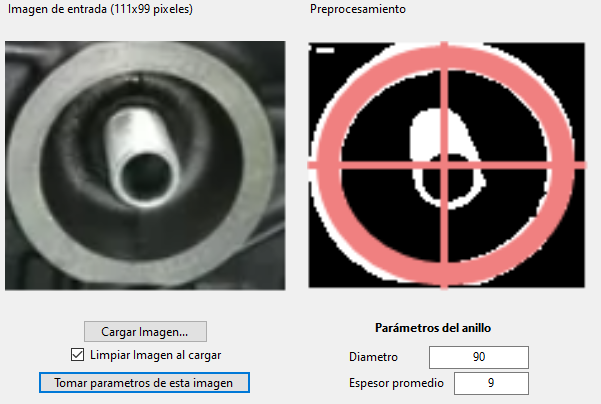 Imagen de entrada (111x99 pixeles)
Preprocesamiento
Cargar Imagen...
Limpiar Imagen al cargar
Tomar parametros de esta imagen
Parámetros del anillo
Diametro 90
Espesor promedio 9